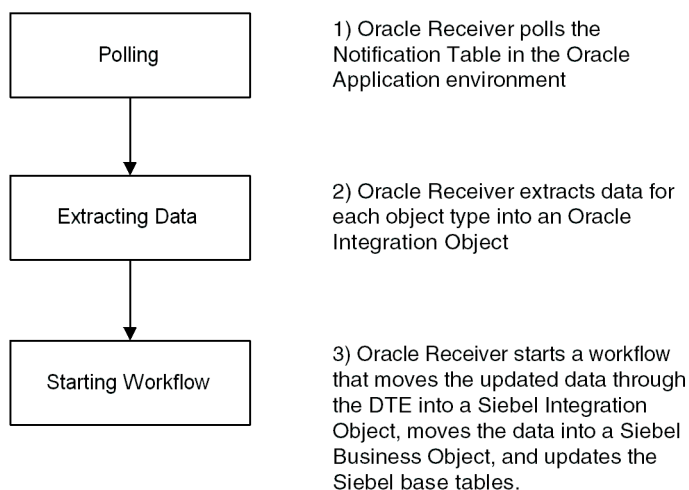 Polling
1) Oracle Receiver polls the
Notification Table in the Oracle
Application environment
Extracting Data
2) Oracle Receiver extracts data for
each object type into an Oracle
Integration Object
Starting Workflow
3) Oracle Receiver starts a workflow
that moves the updated data through
the DTE into a Siebel Integration
Object, moves the data into a Siebel
Business Object, and updates the
Siebel base tables.